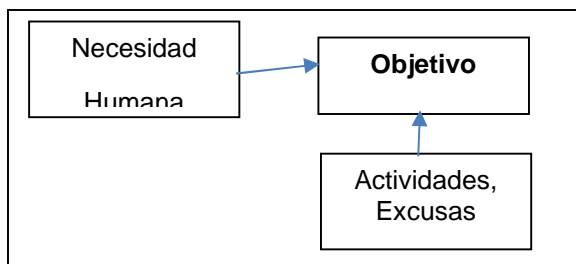 Necesidad
Humana
Objetivo
Actividades,
Excusas